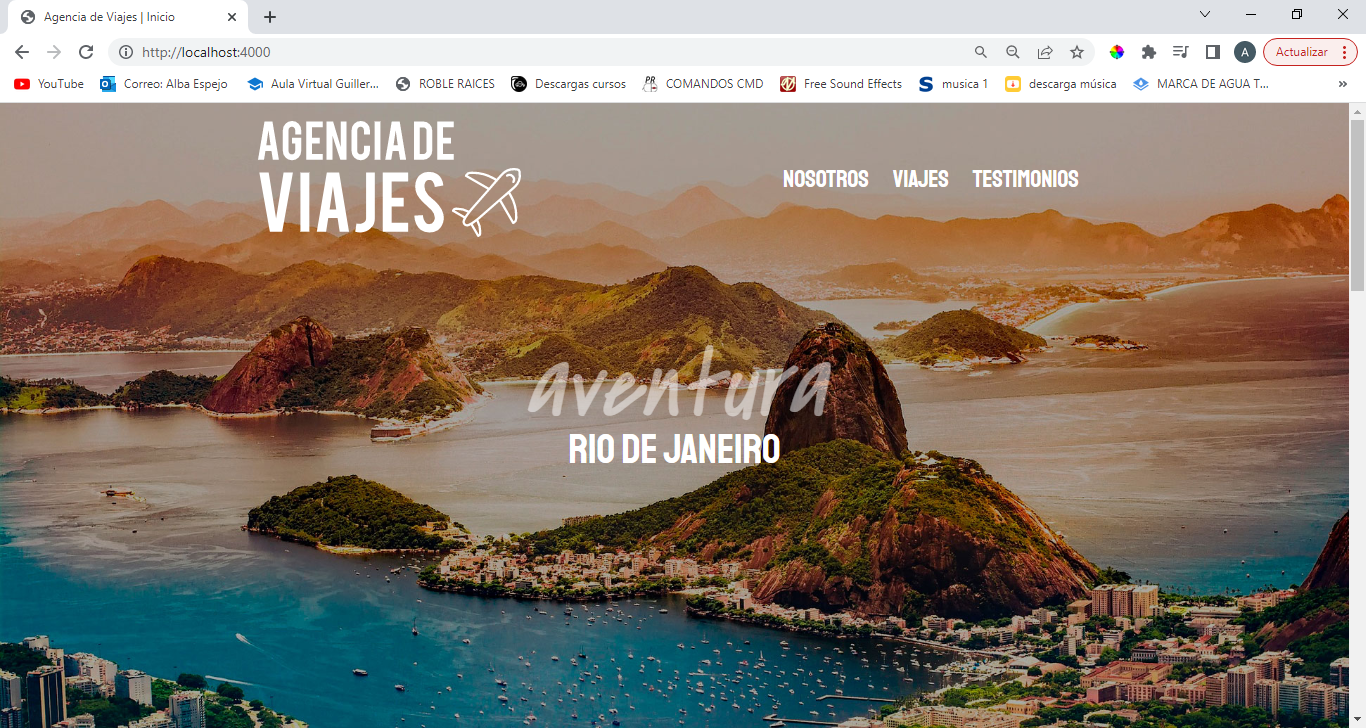 Agencia de Viajes | Inicio
http://localhost:4000
A
Actualizar
YouTube
Correo: Alba Espejo
Aula Virtual Guiller...
ROBLE RAICES
Descargas cursos
COMANDOS CMD
Free Sound Effects
musica 1
descarga música
MARCA DE AGUA T...
AGENCIA DE
VIAJES
NOSOTROS VIAJES TESTIMONIOS
aventura
RIO DE JANEIRO